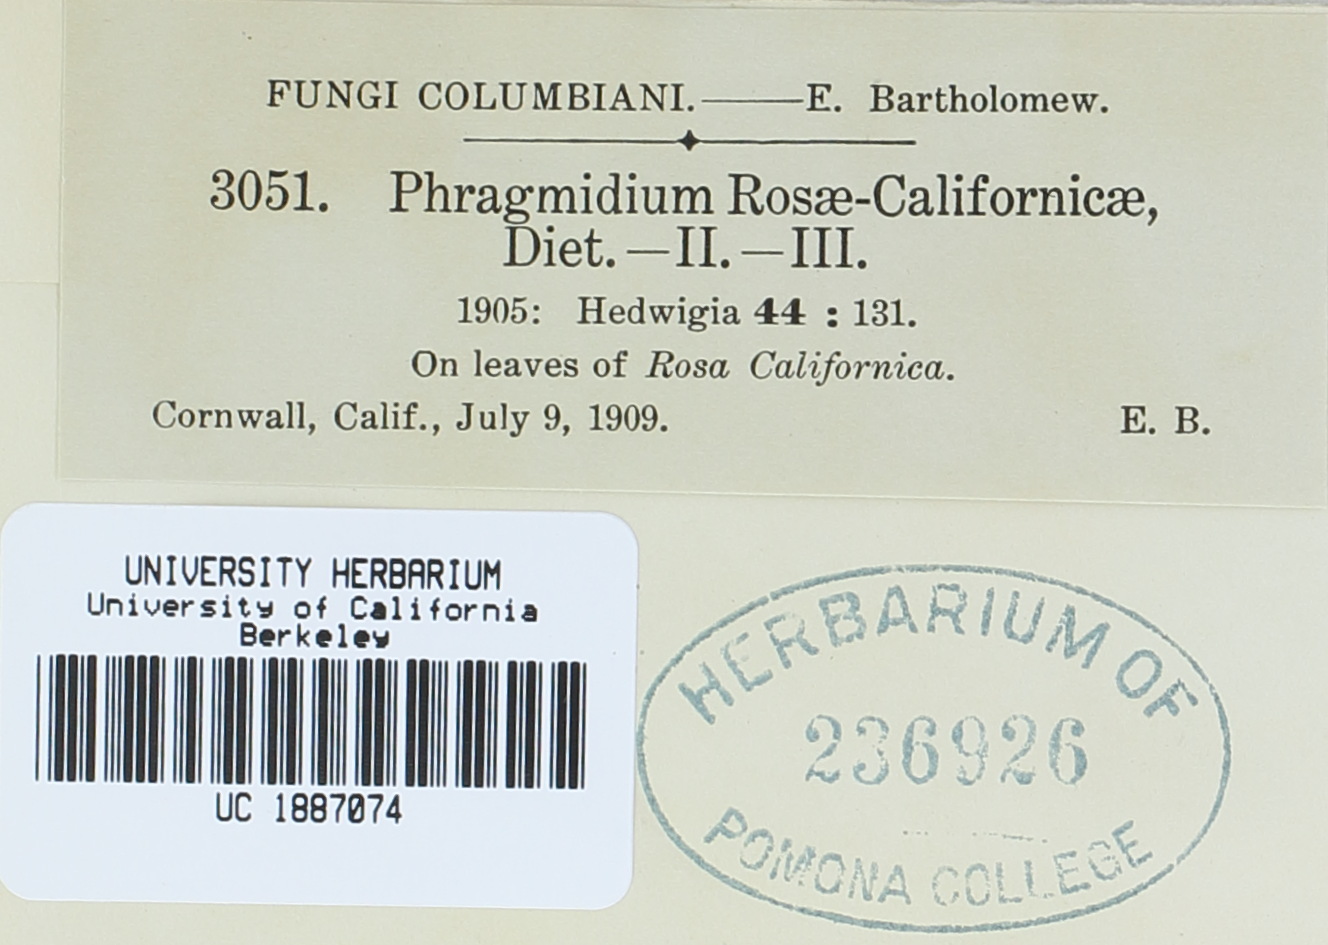 FUNGI COLUMBIANI.——E. Bartholomew.
3051. Phragmidium Rosæ-Californicæ,
Diet.—II.—III.
1905: Hedwigia 44 : 131.
On leaves of Rosa Californica.
Cornwall, Calif., July 9, 1909. E. B.
UNIVERSITY HERBARIUM
University of California
Berkeley
UC 1887074
HERBARIUM OF
236926
POMONA COLLEGE